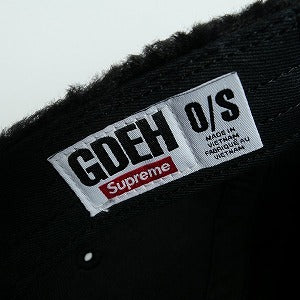 GDEH
Supreme
O/S
MADE IN
VIETNAM
FABRIQUÉ AU
VIETNAM